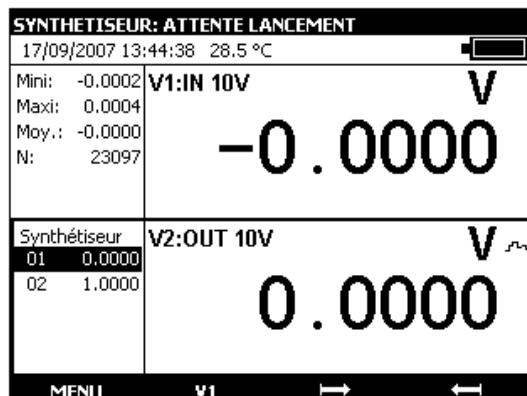 SYNTHETISEUR: ATTENTE LANCEMENT
17/09/2007 13:44:38 28.5 °C
Mini: -0.0002
Maxi: 0.0004
Moy.: -0.0000
N: 23097
V1:IN 10V
V
-0.0000
Synthétiseur
01 0.0000
02 1.0000
V2:OUT 10V
V
0.0000
MENU V1